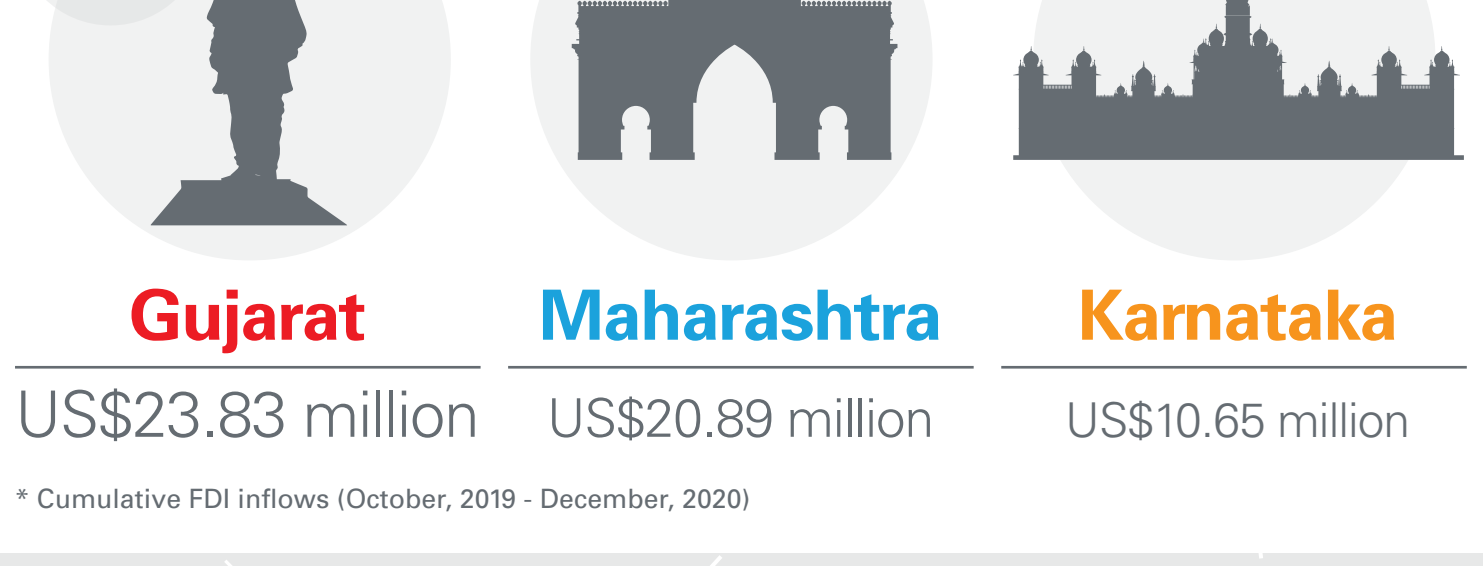 Gujarat
US$23.83 million
Maharashtra
US$20.89 million
Karnataka
US$10.65 million
* Cumulative FDI inflows (October, 2019 - December, 2020)